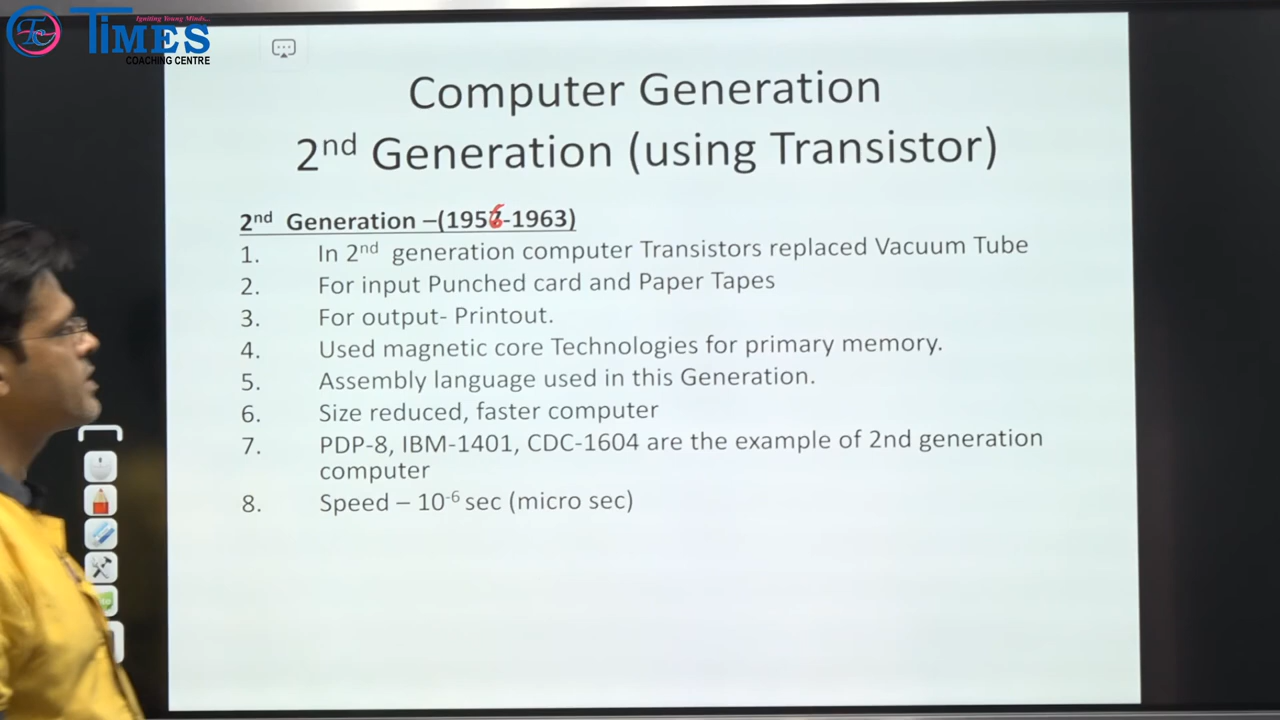 Igniting Young Minds...
TIMES
COACHING CENTRE
Computer Generation
2nd Generation (using Transistor)
2nd Generation –(1956-1963)
1. In 2nd generation computer Transistors replaced Vacuum Tube
2. For input Punched card and Paper Tapes
3. For output- Printout.
4. Used magnetic core Technologies for primary memory.
5. Assembly language used in this Generation.
6. Size reduced, faster computer
7. PDP-8, IBM-1401, CDC-1604 are the example of 2nd generation
computer
8. Speed – 10-6 sec (micro sec)